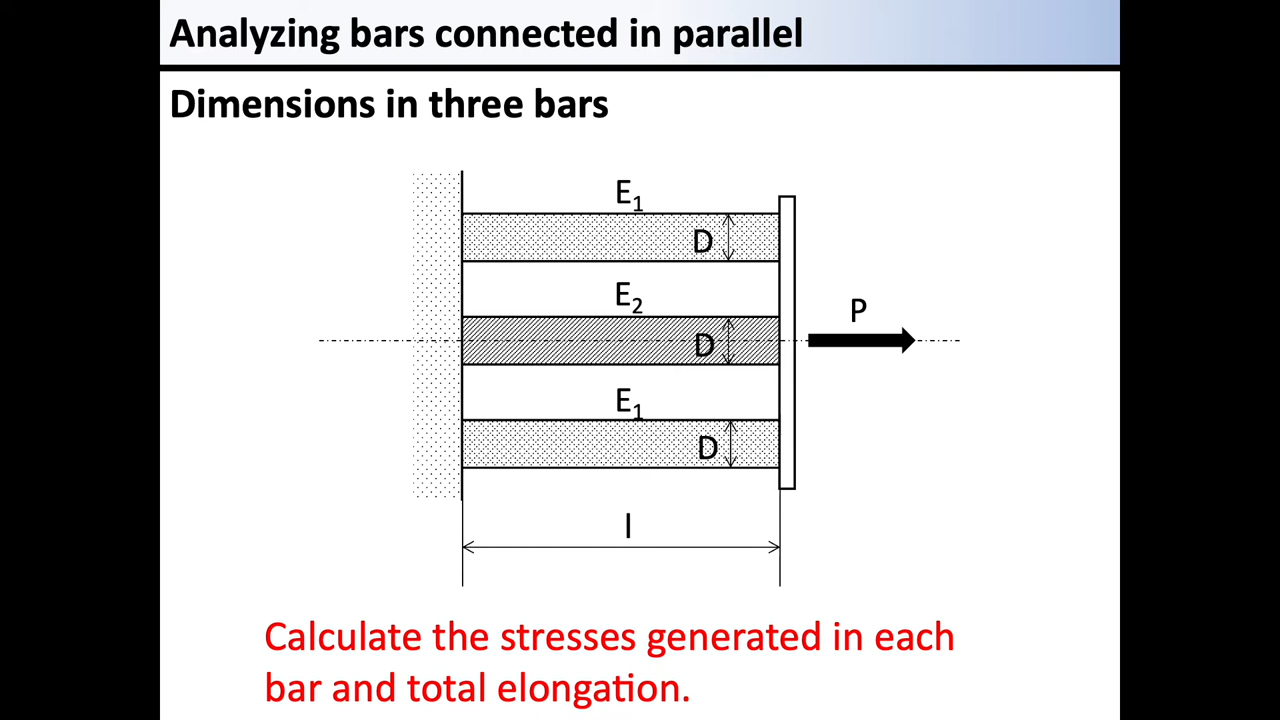 Analyzing bars connected in parallel
Dimensions in three bars
E₁
D
E₂
P
D
E₁
D
l
Calculate the stresses generated in each
bar and total elongation.